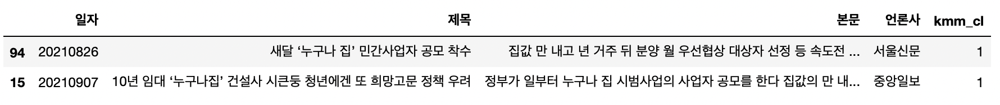 일자 제목 본문 언론사 kmm_cl
94 20210826 새달 ‘누구나 집’ 민간사업자 공모 착수 집값 만 내고 년 거주 뒤 분양 월 우선협상 대상자 선정 등 속도전 ... 서울신문 1
15 20210907 10년 임대 ‘누구나집’ 건설사 시큰둥 청년에겐 또 희망고문 정책 우려 정부가 일부터 누구나 집 시범사업의 사업자 공모를 한다 집값의 만 내... 중앙일보 1